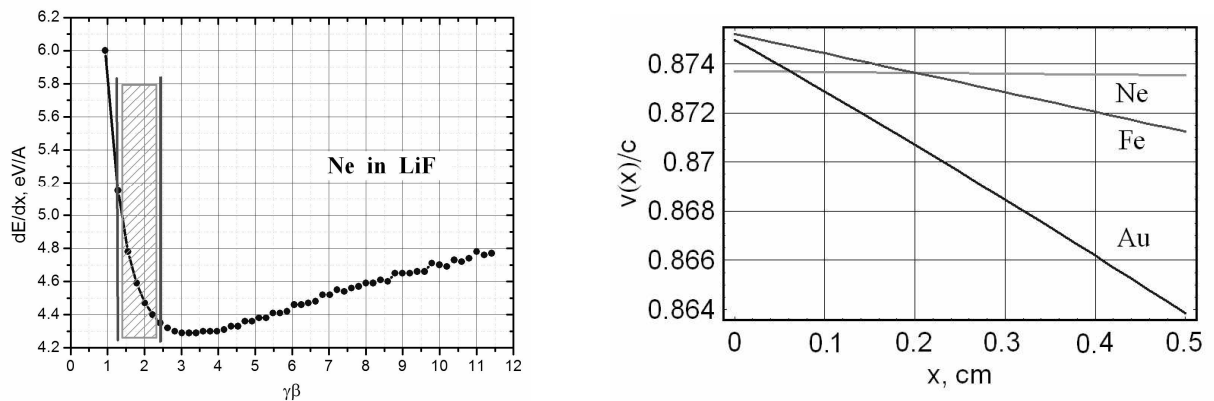 6.2
6.0
5.8
5.6
5.4
5.2
5.0
4.8
4.6
4.4
4.2
dE/dx, eV/A
Ne in LiF
0 1 2 3 4 5 6 7 8 9 10 11 12
γβ
0.874
0.872
0.87
0.868
0.866
0.864
v(x)/c
Ne
Fe
Au
0 0.1 0.2 0.3 0.4 0.5
x, cm